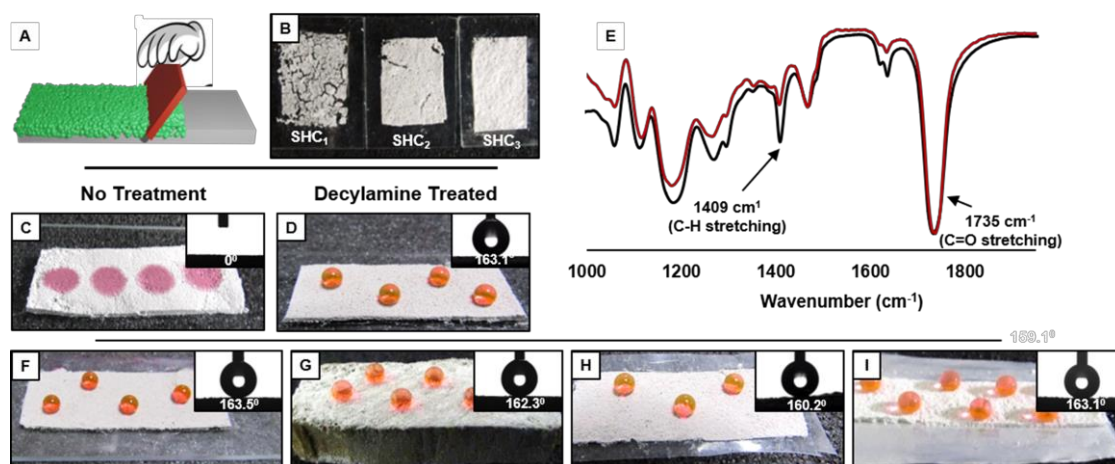 A
B
SHC₁
SHC₂
SHC₃
E
1409 cm¹
(C-H stretching)
1735 cm⁻¹
(C=O stretching)
1000
1200
1400
1600
1800
Wavenumber (cm⁻¹)
No Treatment
Decylamine Treated
C
0⁰
D
163.1⁰
159.1⁰
F
163.5⁰
G
162.3⁰
H
160.2⁰
I
163.1⁰